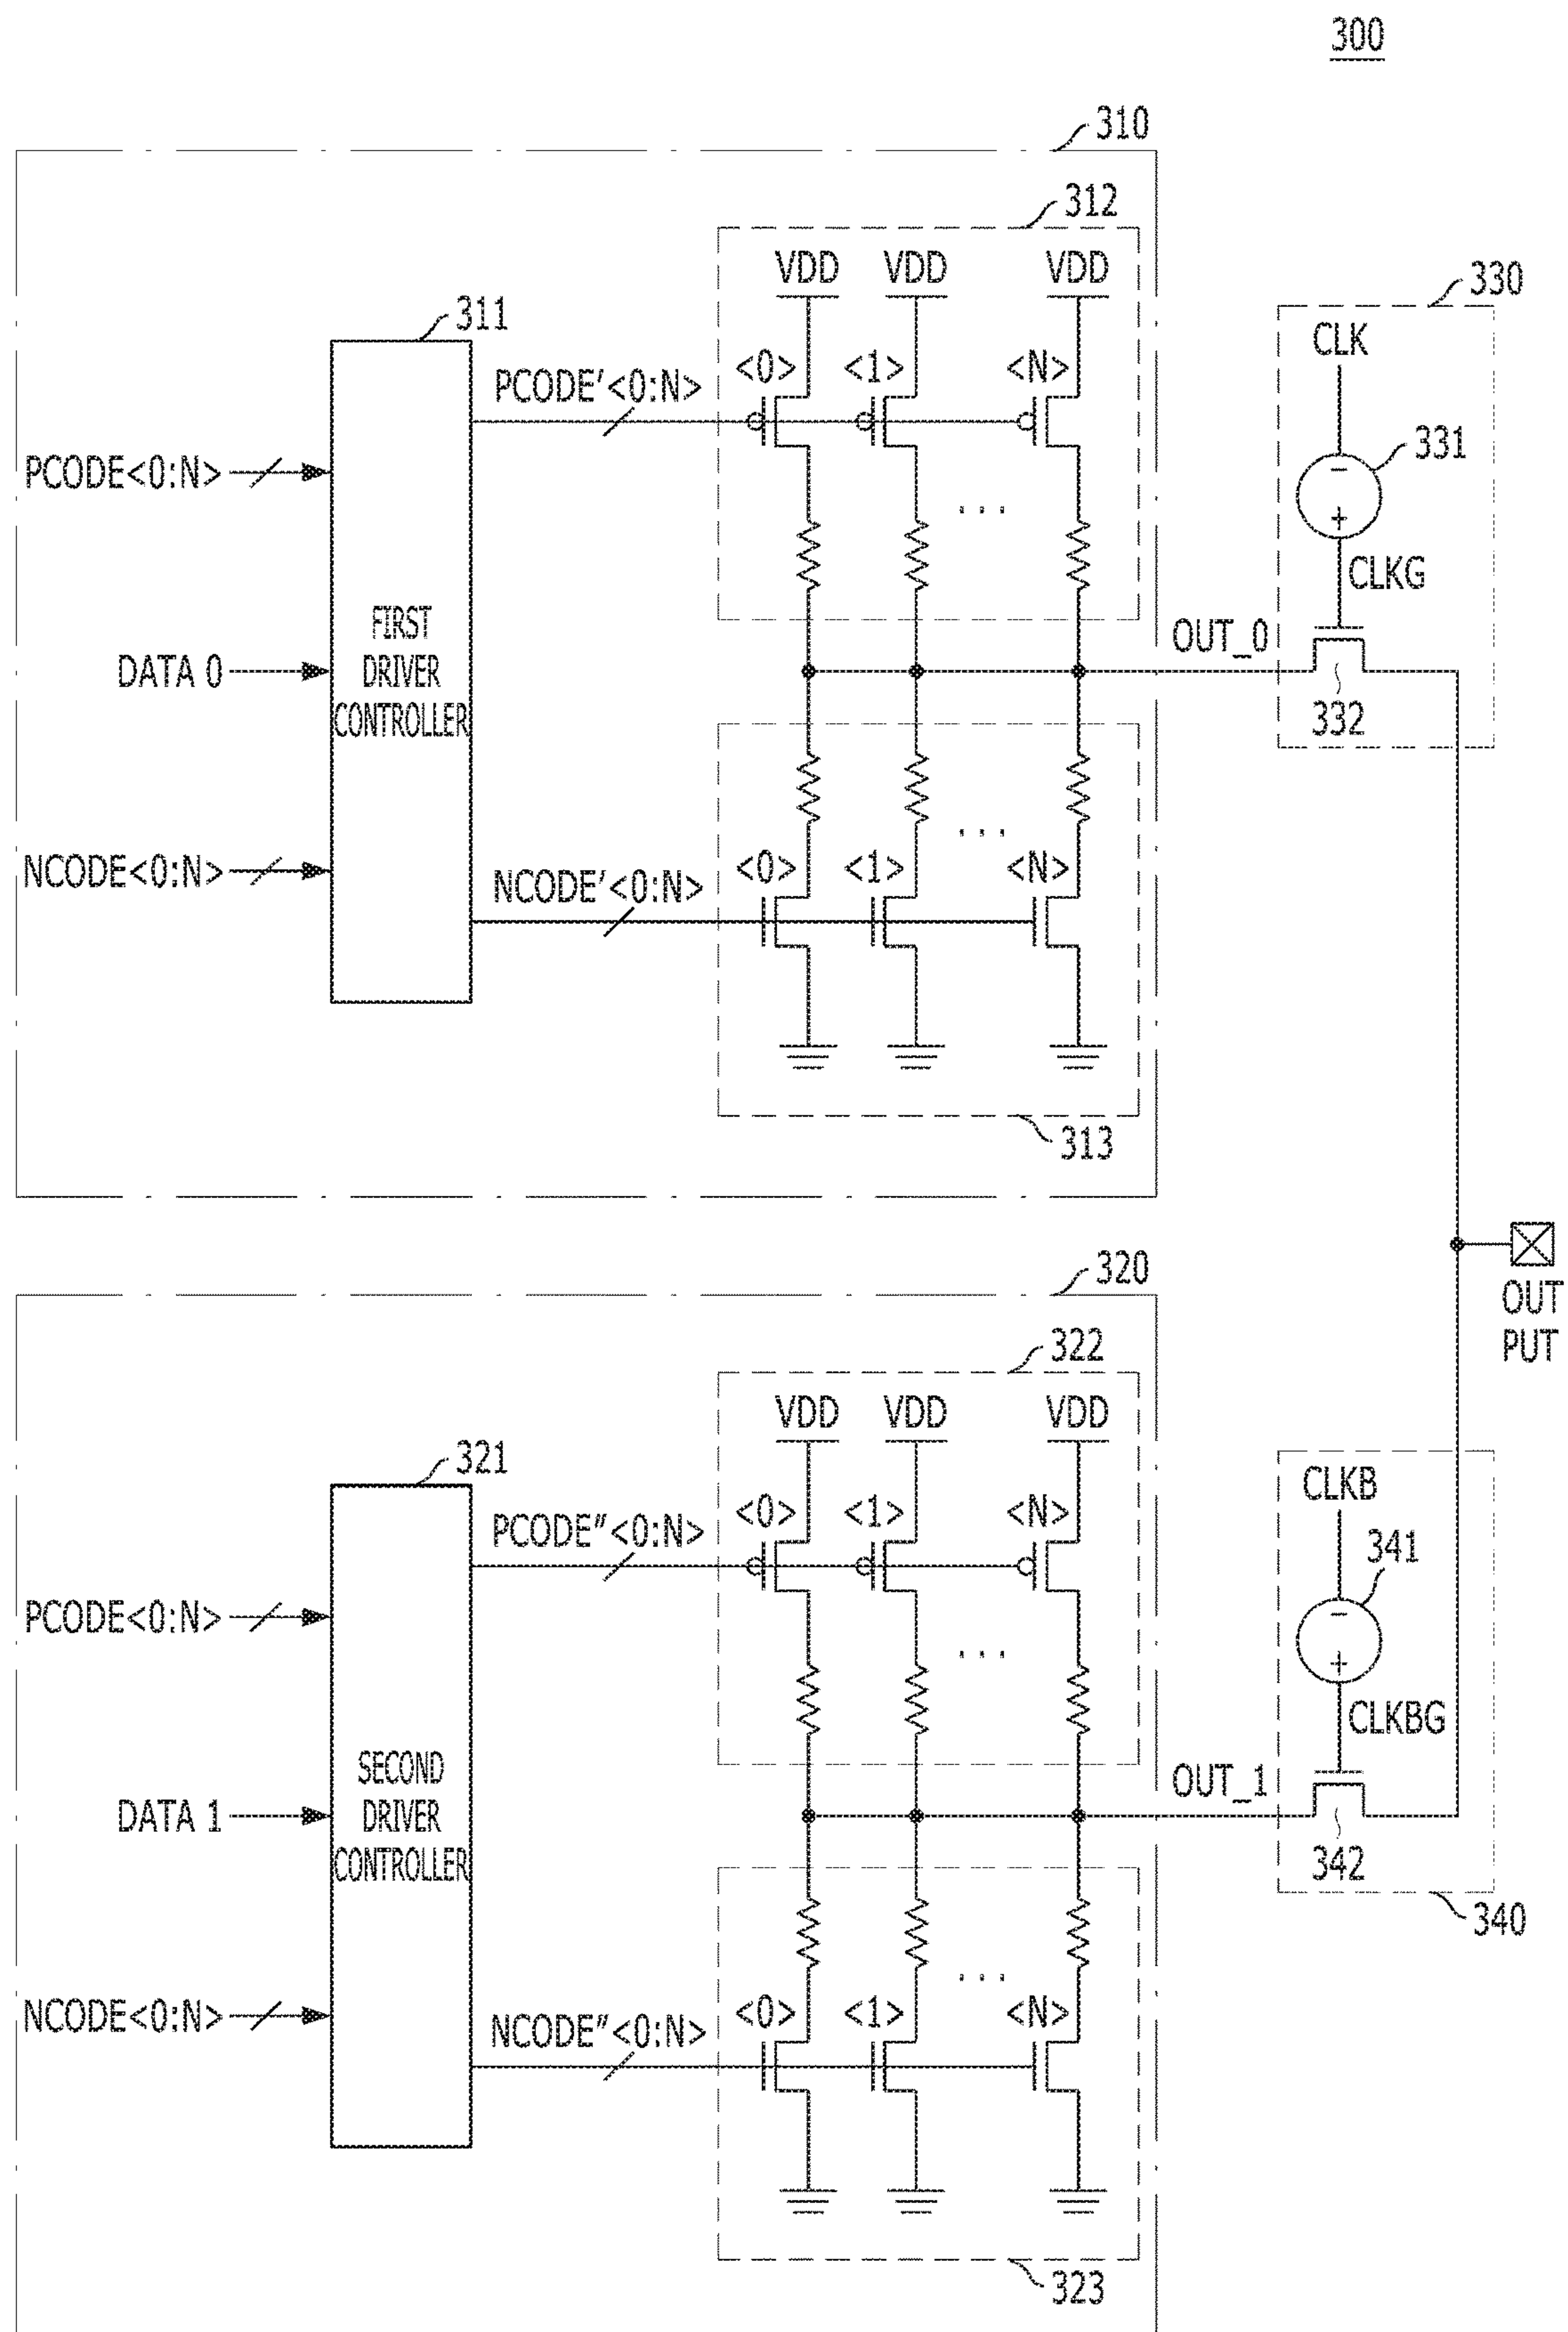 300
310
312
VDD VDD VDD
330
CLK
311
<0> <1> <N>
PCODE'<0:N>
331
PCODE<0:N>
- +
...
CLKG
FIRST
DRIVER
CONTROLLER
OUT_0
DATA 0
332
...
NCODE<0:N>
<0> <1> <N>
NCODE'<0:N>
313
320
OUT
PUT
322
VDD VDD VDD
CLKB
321
<0> <1> <N>
PCODE"<0:N>
341
PCODE<0:N>
- +
...
CLKBG
SECOND
DRIVER
CONTROLLER
OUT_1
DATA 1
342
340
...
NCODE<0:N>
<0> <1> <N>
NCODE"<0:N>
323